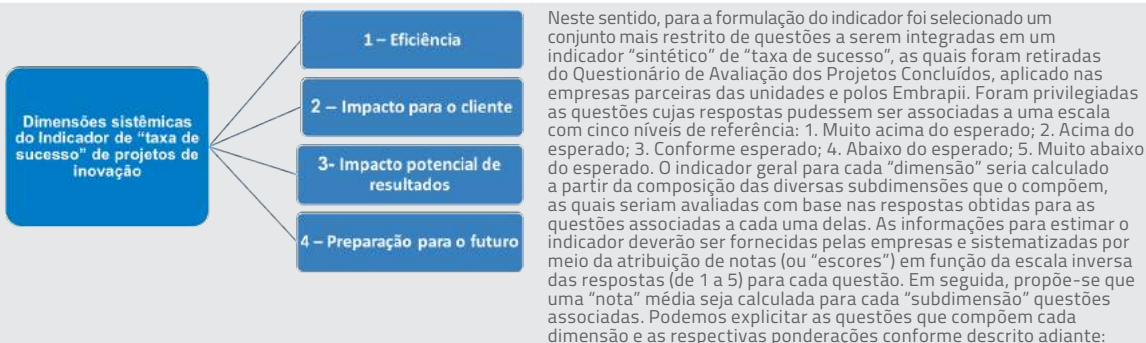 Dimensões sistêmicas
do Indicador de “taxa de
sucesso” de projetos de
inovação
1 – Eficiência
2 – Impacto para o cliente
3- Impacto potencial de
resultados
4 – Preparação para o futuro
Neste sentido, para a formulação do indicador foi selecionado um
conjunto mais restrito de questões a serem integradas em um
indicador “sintético” de “taxa de sucesso”, as quais foram retiradas
do Questionário de Avaliação dos Projetos Concluídos, aplicado nas
empresas parceiras das unidades e polos Embrapii. Foram privilegiadas
as questões cujas respostas pudessem ser associadas a uma escala
com cinco níveis de referência: 1. Muito acima do esperado; 2. Acima do
esperado; 3. Conforme esperado; 4. Abaixo do esperado; 5. Muito abaixo
do esperado. O indicador geral para cada “dimensão” seria calculado
a partir da composição das diversas subdimensões que o compõem,
as quais seriam avaliadas com base nas respostas obtidas para as
questões associadas a cada uma delas. As informações para estimar o
indicador deverão ser fornecidas pelas empresas e sistematizadas por
meio da atribuição de notas (ou “escores”) em função da escala inversa
das respostas (de 1 a 5) para cada questão. Em seguida, propõe-se que
uma “nota” média seja calculada para cada “subdimensão” questões
associadas. Podemos explicitar as questões que compõem cada
dimensão e as respectivas ponderações conforme descrito adiante: